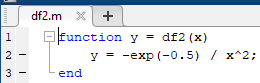 df2.m × +
1 function y = df2(x)
2 - y = -exp(-0.5) / x^2;
3 - end